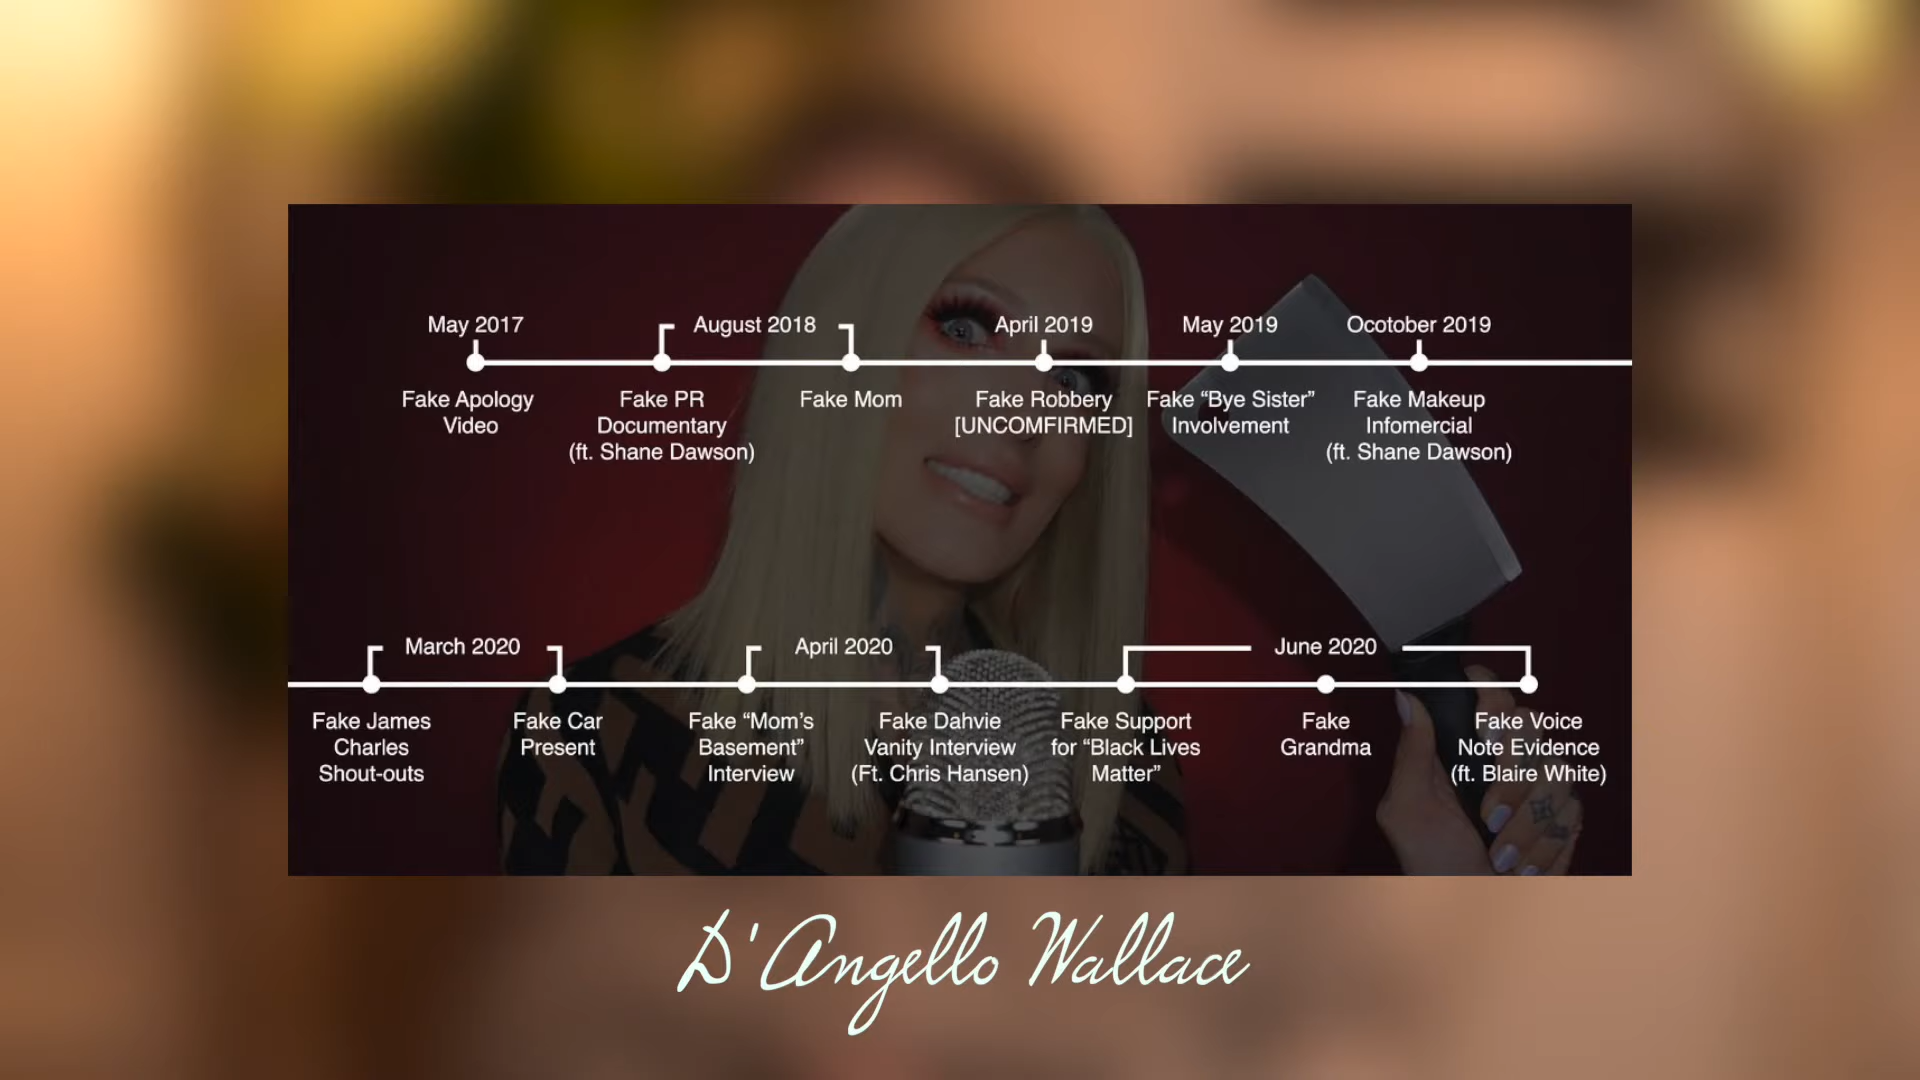 May 2017
August 2018
April 2019
May 2019
Ocotober 2019
Fake Apology
Video
Fake PR
Documentary
(ft. Shane Dawson)
Fake Mom
Fake Robbery
[UNCOMFIRMED]
Fake “Bye Sister”
Involvement
Fake Makeup
Infomercial
(ft. Shane Dawson)
March 2020
April 2020
June 2020
Fake James
Charles
Shout-outs
Fake Car
Present
Fake “Mom’s
Basement”
Interview
Fake Dahvie
Vanity Interview
(Ft. Chris Hansen)
Fake Support
for “Black Lives
Matter”
Fake
Grandma
Fake Voice
Note Evidence
(ft. Blaire White)
D'Angello Wallace